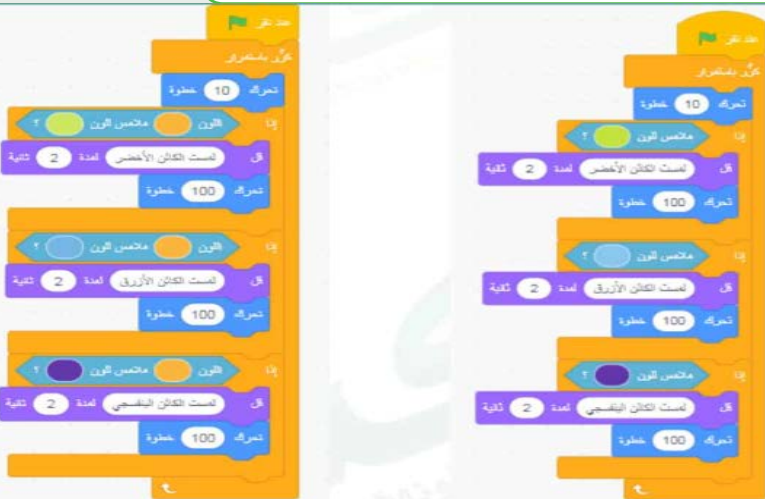 عند نقر
كرِّر باستمرار
تحرك 10 خطوة
إذا ملامس للون ؟
قل لمست الكائن الأخضر لمدة 2 ثانية
تحرك 100 خطوة
إذا ملامس للون ؟
قل لمست الكائن الأزرق لمدة 2 ثانية
تحرك 100 خطوة
إذا ملامس للون ؟
قل لمست الكائن البنفسجي لمدة 2 ثانية
تحرك 100 خطوة
عند نقر
كرِّر باستمرار
تحرك 10 خطوة
إذا اللون ملامس للون ؟
قل لمست الكائن الأخضر لمدة 2 ثانية
تحرك 100 خطوة
إذا اللون ملامس للون ؟
قل لمست الكائن الأزرق لمدة 2 ثانية
تحرك 100 خطوة
إذا اللون ملامس للون ؟
قل لمست الكائن البنفسجي لمدة 2 ثانية
تحرك 100 خطوة